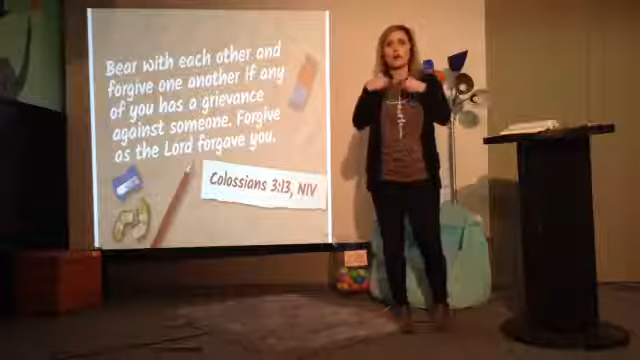 Bear with each other and
forgive one another if any
of you has a grievance
against someone. Forgive
as the Lord forgave you.
Colossians 3:13, NIV